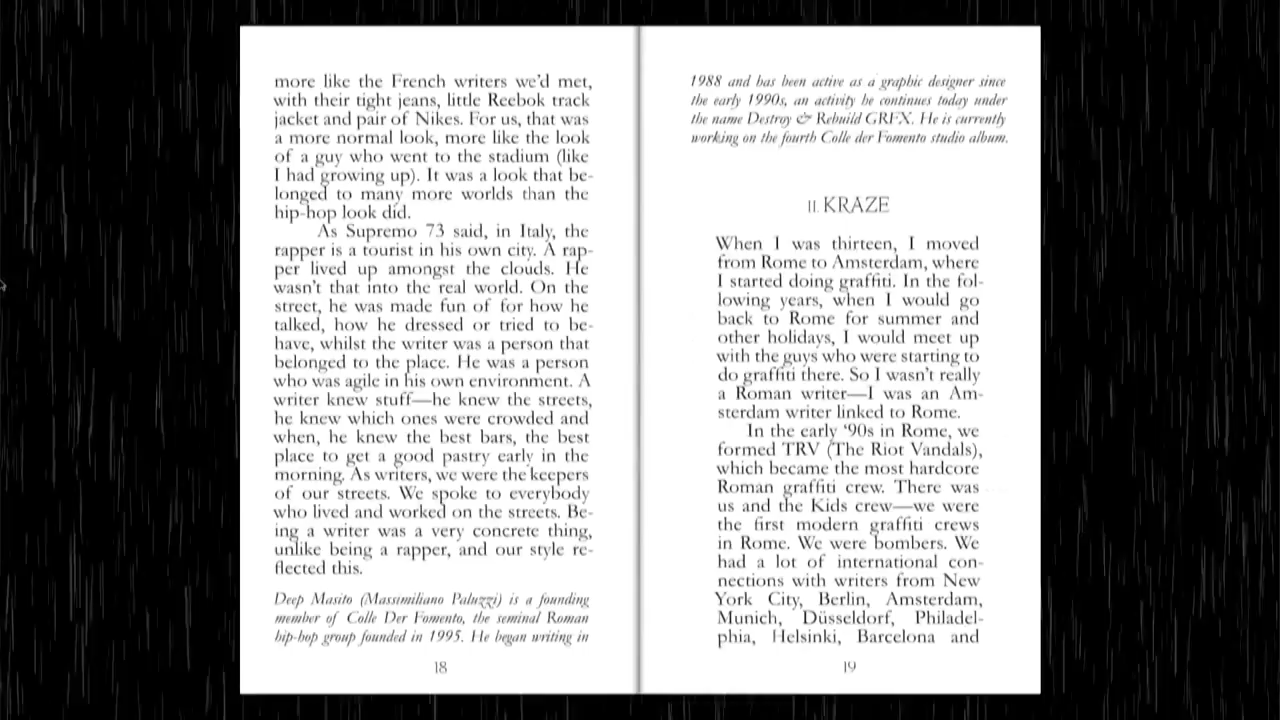 more like the French writers we'd met,
with their tight jeans, little Reebok track
jacket and pair of Nikes. For us, that was
a more normal look, more like the look
of a guy who went to the stadium (like
I had growing up). It was a look that be-
longed to many more worlds than the
hip-hop look did.
As Supremo 73 said, in Italy, the
rapper is a tourist in his own city. A rap-
per lived up amongst the clouds. He
wasn't that into the real world. On the
street, he was made fun of for how he
talked, how he dressed or tried to be-
have, whilst the writer was a person that
belonged to the place. He was a person
who was agile in his own environment. A
writer knew stuff—he knew the streets,
he knew which ones were crowded and
when, he knew the best bars, the best
place to get a good pastry early in the
morning. As writers, we were the keepers
of our streets. We spoke to everybody
who lived and worked on the streets. Be-
ing a writer was a very concrete thing,
unlike being a rapper, and our style re-
flected this.
Deep Masito (Massimiliano Paluzzi) is a founding
member of Colle Der Fomento, the seminal Roman
hip-hop group founded in 1995. He began writing in
18
1988 and has been active as a graphic designer since
the early 1990s, an activity he continues today under
the name Destroy & Rebuild GRFX. He is currently
working on the fourth Colle der Fomento studio album.
II. KRAZE
When I was thirteen, I moved
from Rome to Amsterdam, where
I started doing graffiti. In the fol-
lowing years, when I would go
back to Rome for summer and
other holidays, I would meet up
with the guys who were starting to
do graffiti there. So I wasn't really
a Roman writer—I was an Am-
sterdam writer linked to Rome.
In the early ‘90s in Rome, we
formed TRV (The Riot Vandals),
which became the most hardcore
Roman graffiti crew. There was
us and the Kids crew—we were
the first modern graffiti crews
in Rome. We were bombers. We
had a lot of international con-
nections with writers from New
York City, Berlin, Amsterdam,
Munich, Düsseldorf, Philadel-
phia, Helsinki, Barcelona and
19